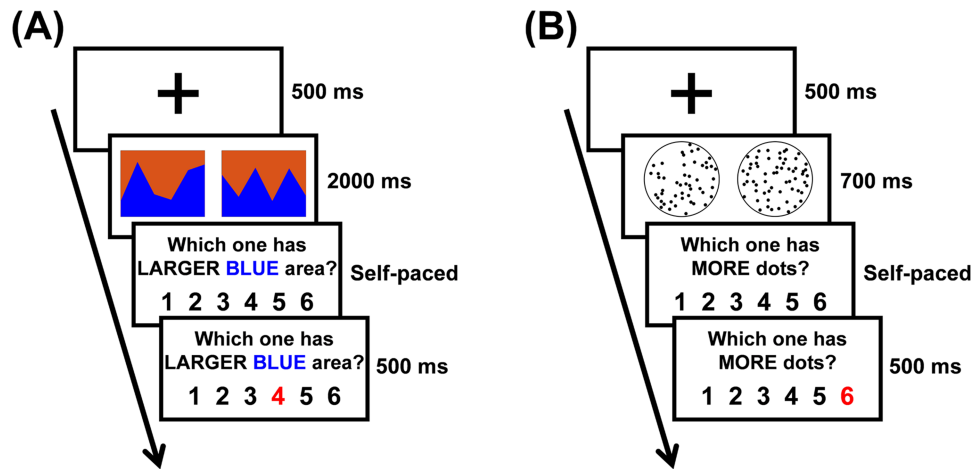 (A)
500 ms
2000 ms
Which one has
LARGER BLUE area?
1 2 3 4 5 6
Self-paced
Which one has
LARGER BLUE area?
1 2 3 4 5 6
500 ms
(B)
500 ms
700 ms
Which one has
MORE dots?
1 2 3 4 5 6
Self-paced
Which one has
MORE dots?
1 2 3 4 5 6
500 ms